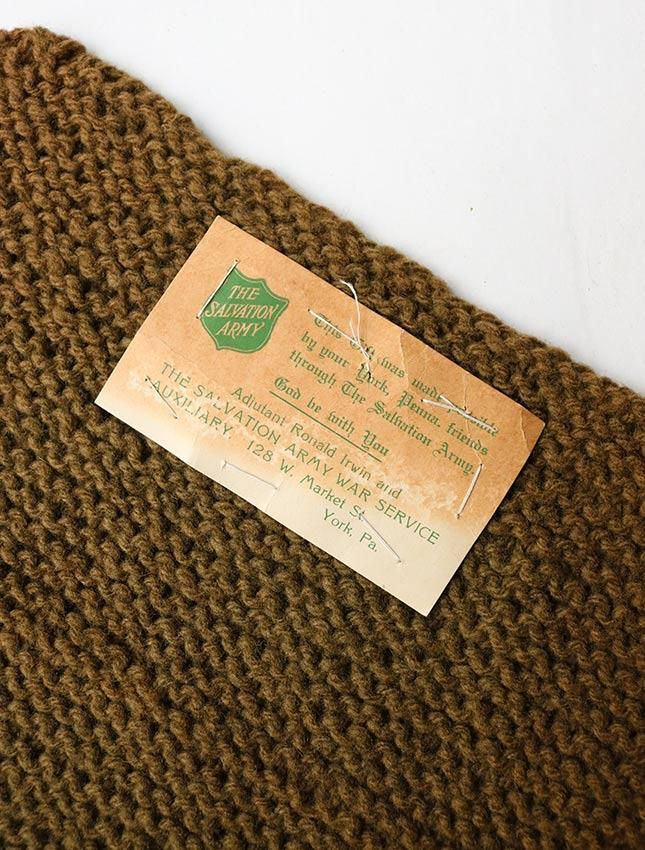 THE
SALVATION
ARMY
This Gift was made
by your York, Penna. friends
through The Salvation Army.
God be with You
Adjutant Ronald Irwin and
THE SALVATION ARMY WAR SERVICE
AUXILIARY. 128 W. Market St.
York, Pa.